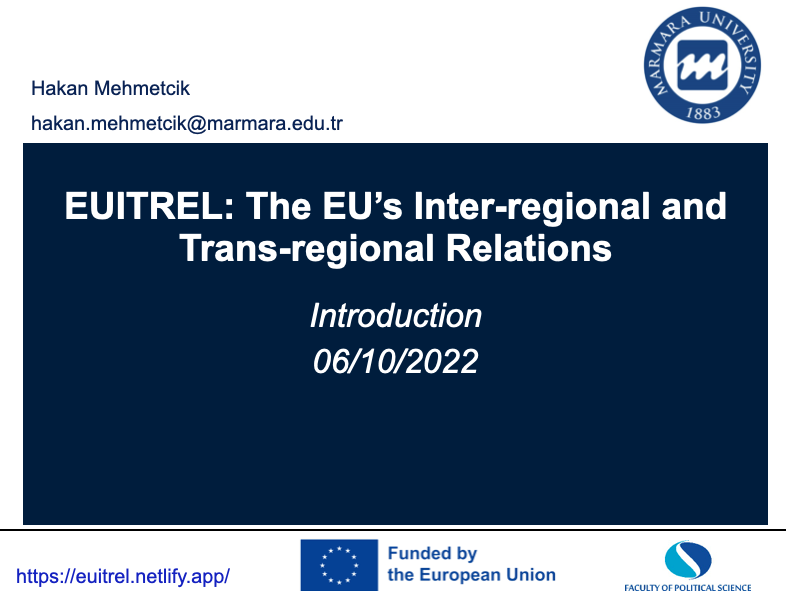 MARMARA UNIVERSITY
m
1883
Hakan Mehmetcik
hakan.mehmetcik@marmara.edu.tr
EUITREL: The EU’s Inter-regional and
Trans-regional Relations
Introduction
06/10/2022
https://euitrel.netlify.app/
Funded by
the European Union
FACULTY OF POLITICAL SCIENCE